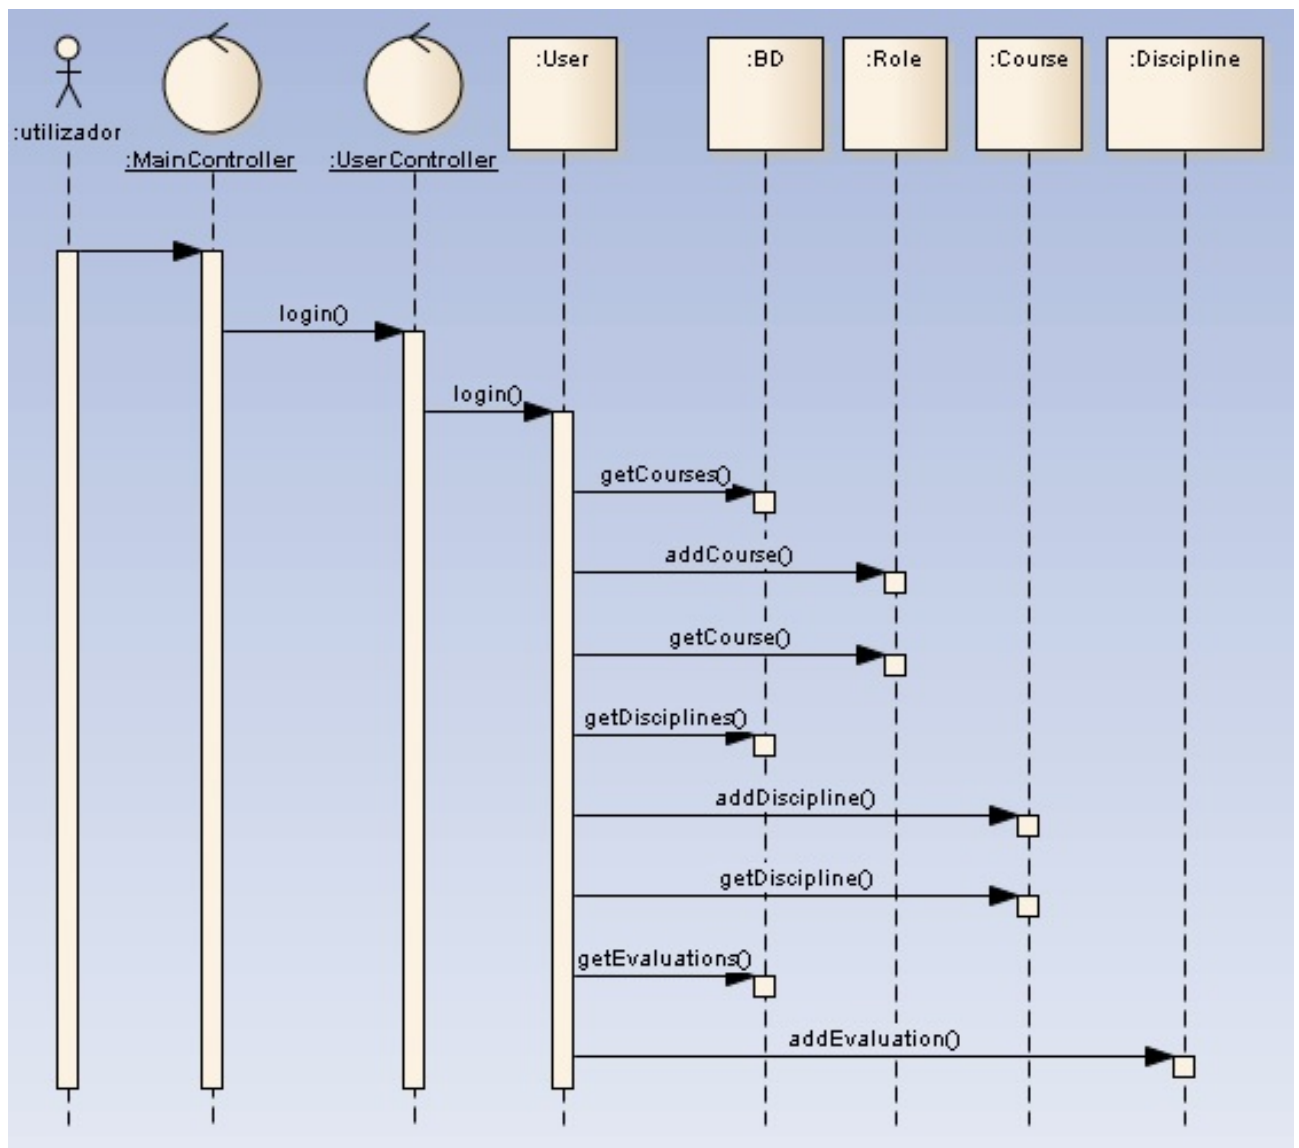 :User
:BD
:Role
:Course
:Discipline
:utilizador
:MainController
:UserController
login()
login()
getCourses()
addCourse()
getCourse()
getDisciplines()
addDiscipline()
getDiscipline()
getEvaluations()
addEvaluation()